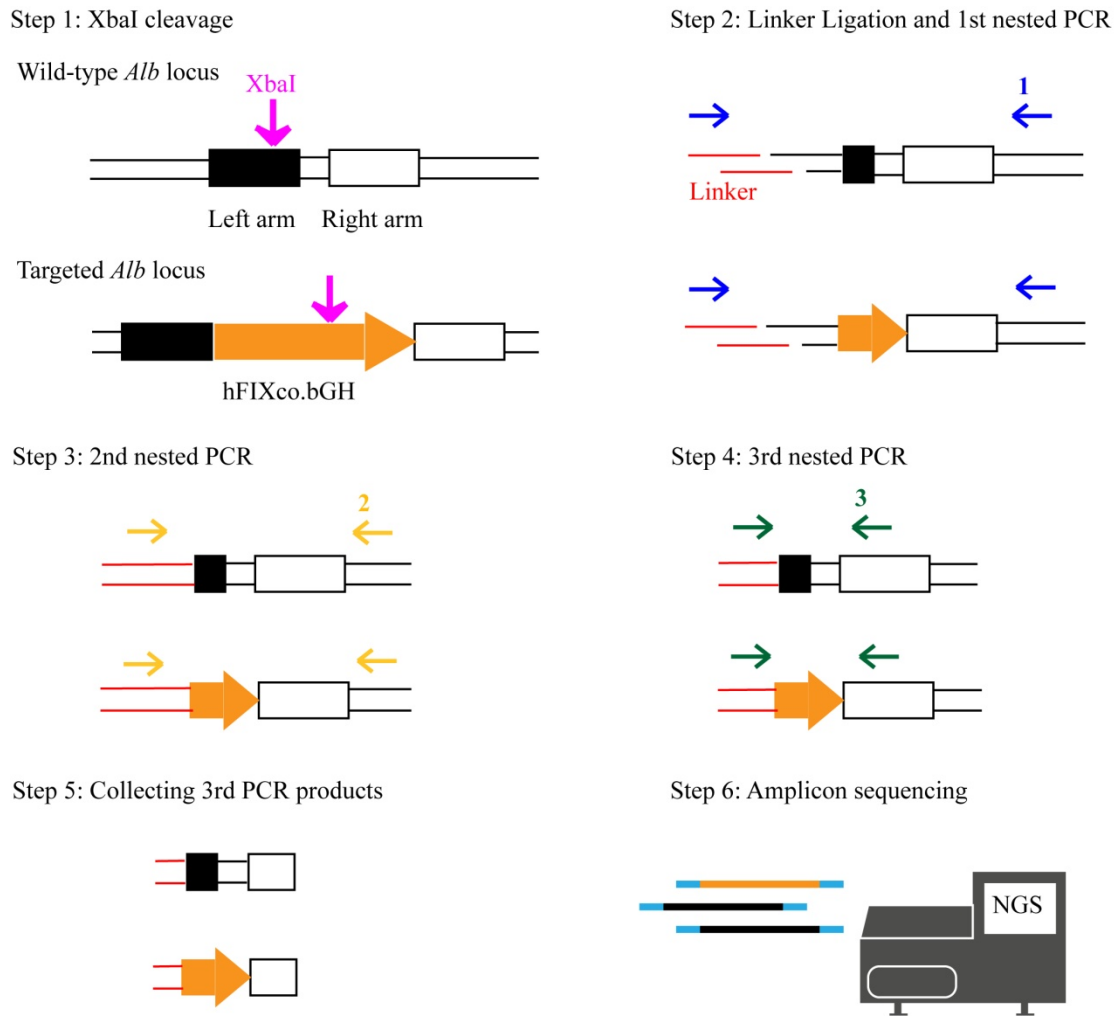 Step 1: XbaI cleavage
Wild-type Alb locus
XbaI
Left arm
Right arm
Targeted Alb locus
hFIXco.bGH
Step 2: Linker Ligation and 1st nested PCR
1
Linker
Step 3: 2nd nested PCR
2
Step 4: 3rd nested PCR
3
Step 5: Collecting 3rd PCR products
Step 6: Amplicon sequencing
NGS